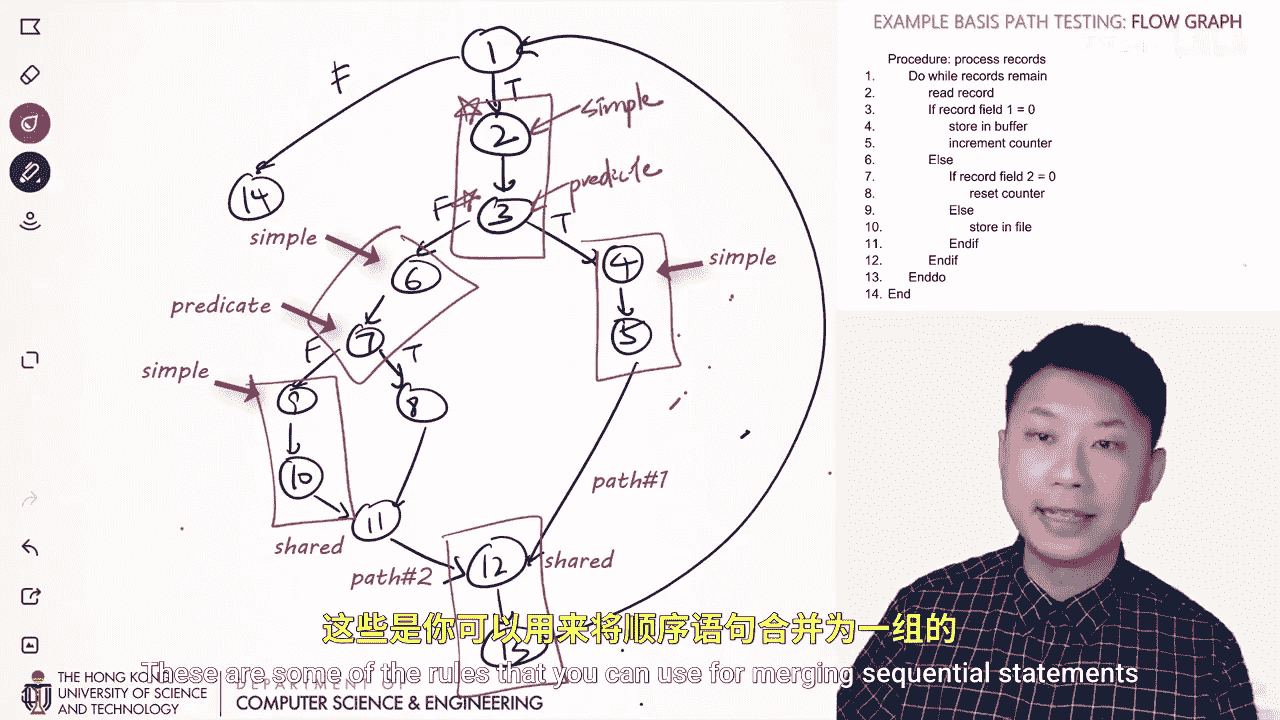 EXAMPLE BASIS PATH TESTING: FLOW GRAPH
Procedure: process records
1. Do while records remain
2. read record
3. If record field 1 = 0
4. store in buffer
5. increment counter
6. Else
7. If record field 2 = 0
8. reset counter
9. Else
10. store in file
11. Endif
12. Endif
13. Enddo
14. End
1
F
T
2
simple
14
3
predicate
F
T
simple
6
4
simple
predicate
7
5
F
T
simple
9
8
10
path#1
11
shared
12
shared
path#2
13
这些是你可以用来将顺序语句合并为一组的
These are some of the rules that you can use for merging sequential statements
THE HONG KONG
UNIVERSITY OF SCIENCE
AND TECHNOLOGY
DEPARTMENT OF
COMPUTER SCIENCE & ENGINEERING